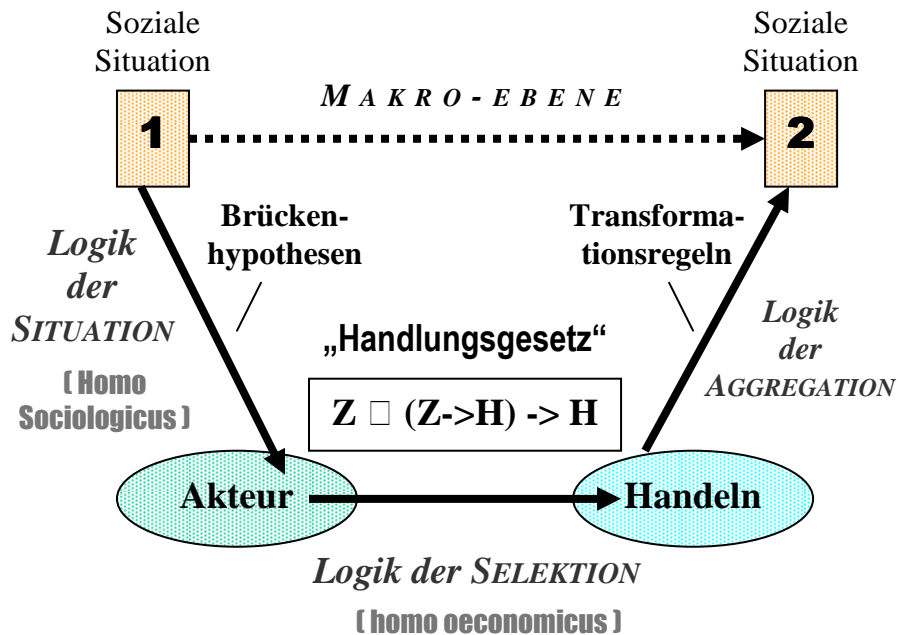 Soziale
Situation
Soziale
Situation
MAKRO-EBENE
1
2
Brücken-
hypothesen
Transforma-
tionsregeln
Logik
der
SITUATION
( Homo
Sociologicus )
„Handlungsgesetz“
Logik
der
AGGREGATION
Z □ (Z->H) -> H
Akteur
Handeln
Logik der SELEKTION
( homo oeconomicus )